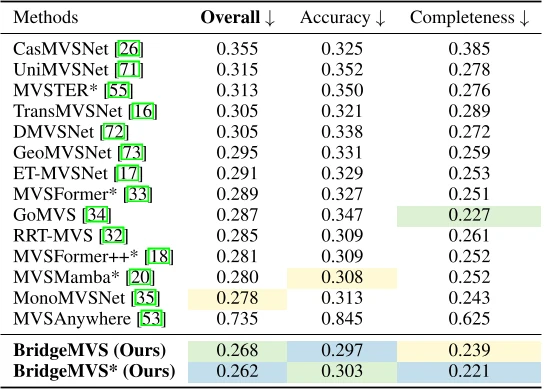 Methods Overall ↓ Accuracy ↓ Completeness ↓
CasMVSNet [26] 0.355 0.325 0.385
UniMVSNet [71] 0.315 0.352 0.278
MVSTER* [55] 0.313 0.350 0.276
TransMVSNet [16] 0.305 0.321 0.289
DMVSNet [72] 0.305 0.338 0.272
GeoMVSNet [73] 0.295 0.331 0.259
ET-MVSNet [17] 0.291 0.329 0.253
MVSFormer* [33] 0.289 0.327 0.251
GoMVS [34] 0.287 0.347 0.227
RRT-MVS [32] 0.285 0.309 0.261
MVSFormer++* [18] 0.281 0.309 0.252
MVSMamba* [20] 0.280 0.308 0.252
MonoMVSNet [35] 0.278 0.313 0.243
MVSAnywhere [53] 0.735 0.845 0.625
BridgeMVS (Ours) 0.268 0.297 0.239
BridgeMVS* (Ours) 0.262 0.303 0.221